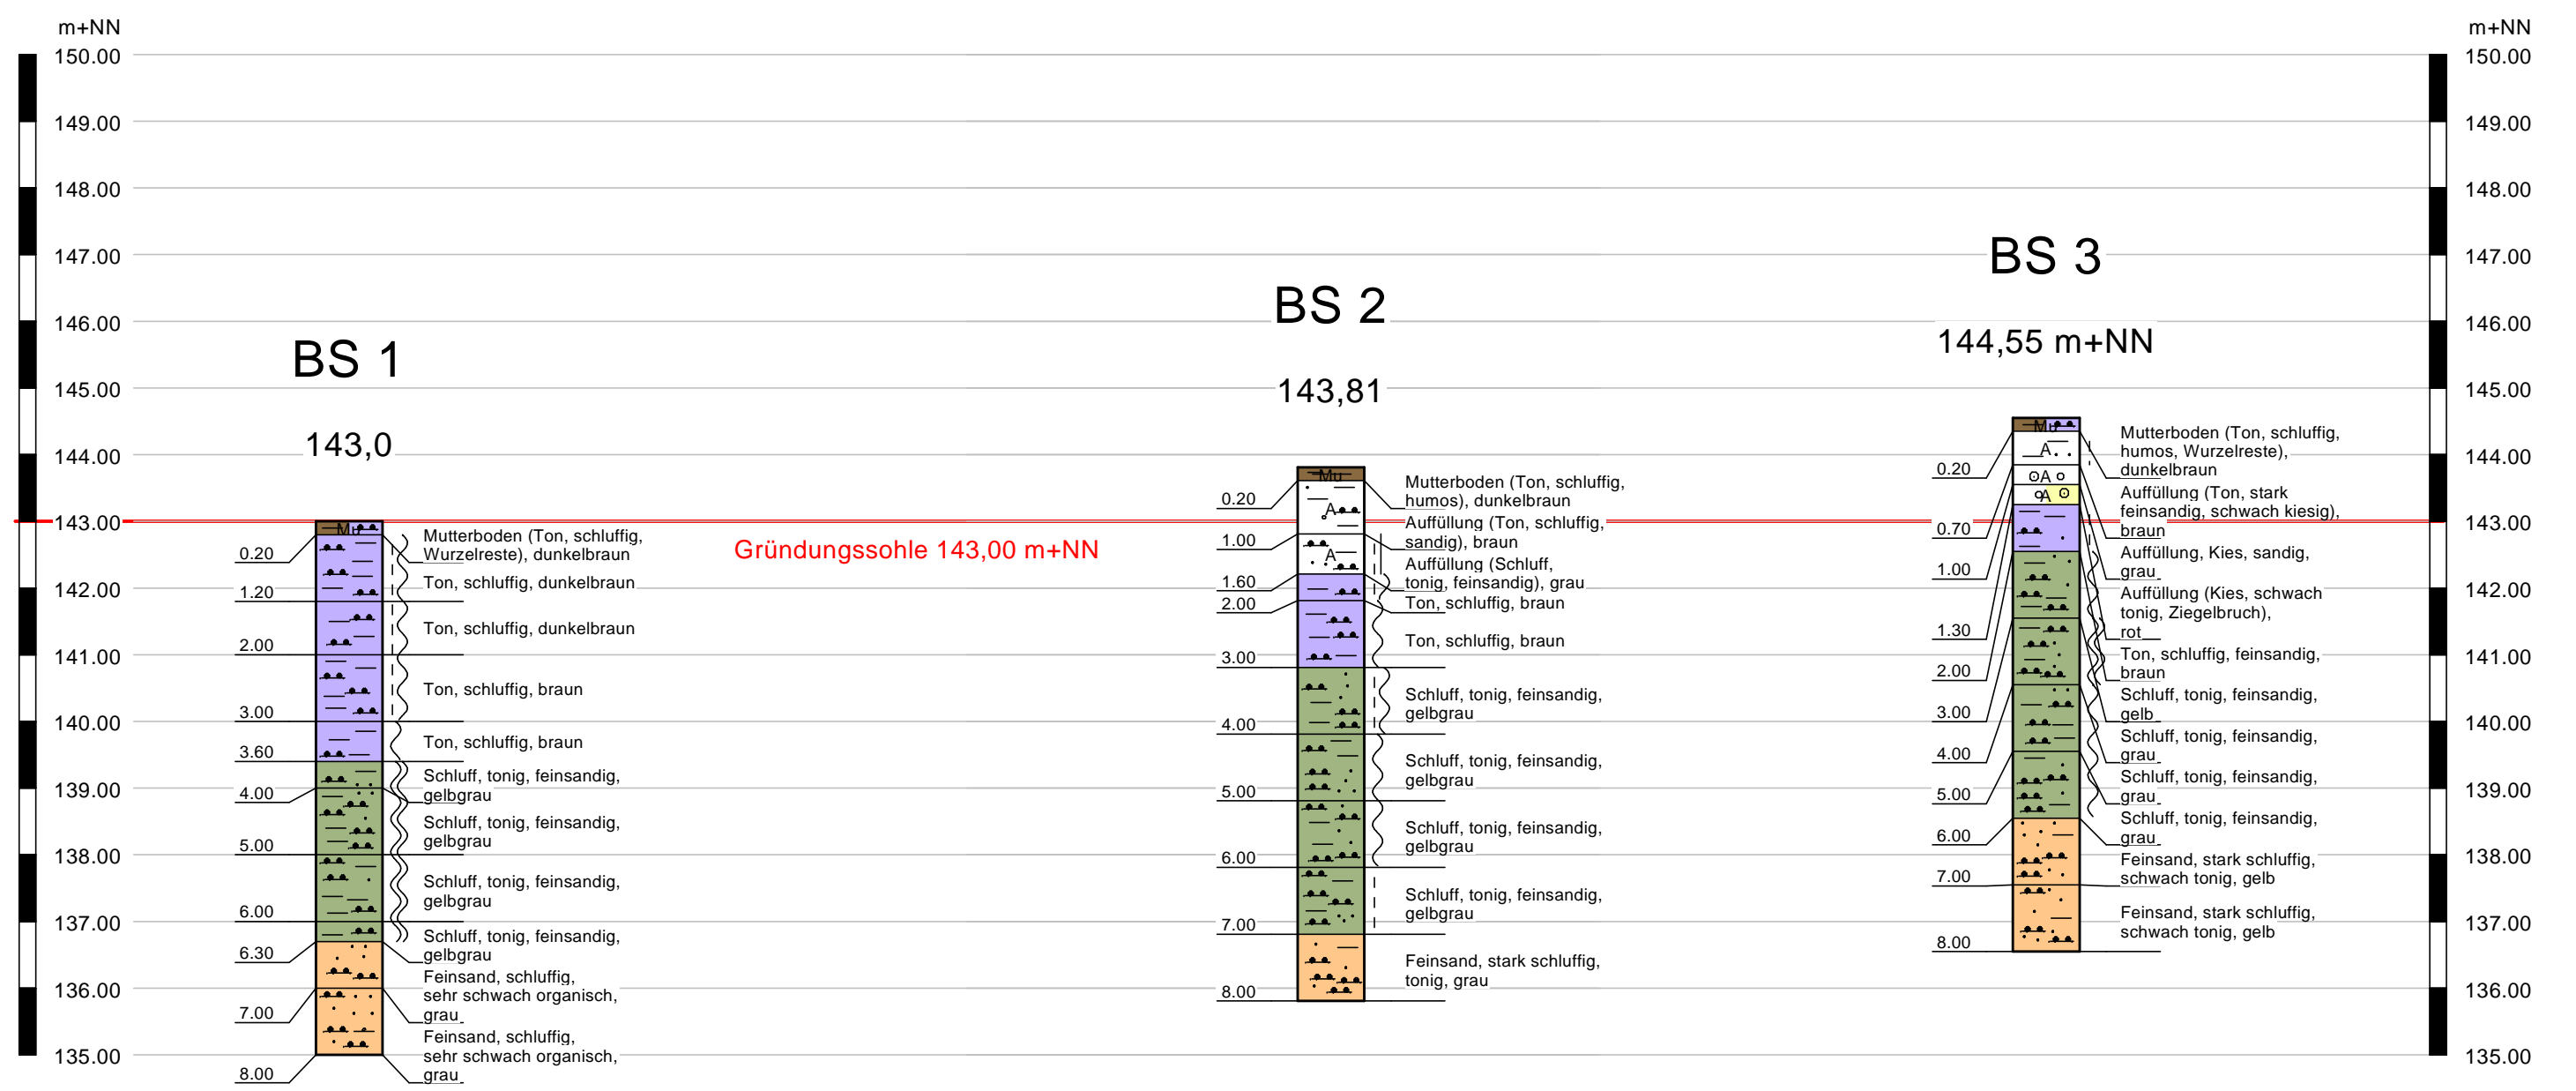 m+NN
150.00
149.00
148.00
147.00
146.00
145.00
144.00
143.00
142.00
141.00
140.00
139.00
138.00
137.00
136.00
135.00
BS 1
143,0
Mu
0.20
1.20
2.00
3.00
3.60
4.00
5.00
6.00
6.30
7.00
8.00
Mutterboden (Ton, schluffig,
Wurzelreste), dunkelbraun
Ton, schluffig, dunkelbraun
Ton, schluffig, dunkelbraun
Ton, schluffig, braun
Ton, schluffig, braun
Schluff, tonig, feinsandig,
gelbgrau
Schluff, tonig, feinsandig,
gelbgrau
Schluff, tonig, feinsandig,
gelbgrau
Schluff, tonig, feinsandig,
gelbgrau
Feinsand, schluffig,
sehr schwach organisch,
grau
Feinsand, schluffig,
sehr schwach organisch,
grau
Gründungssohle 143,00 m+NN
BS 2
143,81
Mu
A
A
0.20
1.00
1.60
2.00
3.00
4.00
5.00
6.00
7.00
8.00
Mutterboden (Ton, schluffig,
humos), dunkelbraun
Auffüllung (Ton, schluffig,
sandig), braun
Auffüllung (Schluff,
tonig, feinsandig), grau
Ton, schluffig, braun
Ton, schluffig, braun
Schluff, tonig, feinsandig,
gelbgrau
Schluff, tonig, feinsandig,
gelbgrau
Schluff, tonig, feinsandig,
gelbgrau
Schluff, tonig, feinsandig,
gelbgrau
Feinsand, stark schluffig,
tonig, grau
BS 3
144,55 m+NN
Mu
A
A
A
0.20
0.70
1.00
1.30
2.00
3.00
4.00
5.00
6.00
7.00
8.00
Mutterboden (Ton, schluffig,
humos, Wurzelreste),
dunkelbraun
Auffüllung (Ton, stark
feinsandig, schwach kiesig),
braun
Auffüllung, Kies, sandig,
grau
Auffüllung (Kies, schwach
tonig, Ziegelbruch),
rot
Ton, schluffig, feinsandig,
braun
Schluff, tonig, feinsandig,
gelb
Schluff, tonig, feinsandig,
grau
Schluff, tonig, feinsandig,
grau
Schluff, tonig, feinsandig,
grau
Feinsand, stark schluffig,
schwach tonig, gelb
Feinsand, stark schluffig,
schwach tonig, gelb
m+NN
150.00
149.00
148.00
147.00
146.00
145.00
144.00
143.00
142.00
141.00
140.00
139.00
138.00
137.00
136.00
135.00